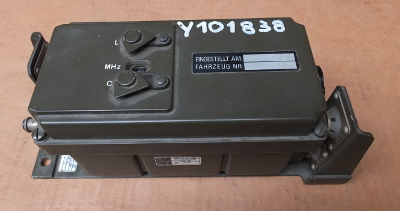 Y101838
L
MHz
C
EINGESTELLT AM
FAHRZEUG NR.